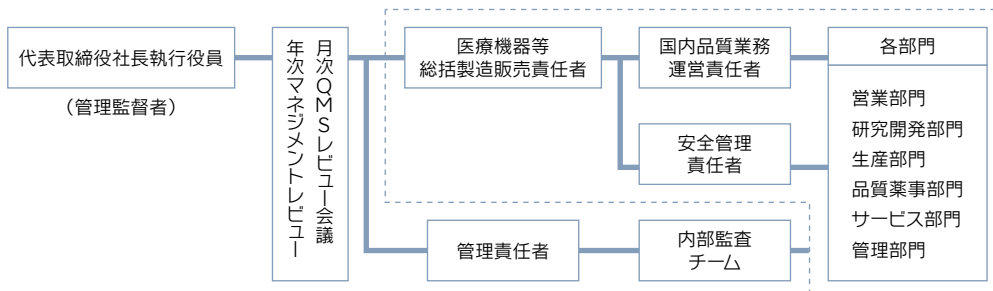 代表取締役社長執行役員
（管理監督者）
月次QMSレビュー会議
年次マネジメントレビュー
医療機器等
総括製造販売責任者
国内品質業務
運営責任者
安全管理
責任者
管理責任者
内部監査
チーム
各部門
営業部門
研究開発部門
生産部門
品質薬事部門
サービス部門
管理部門